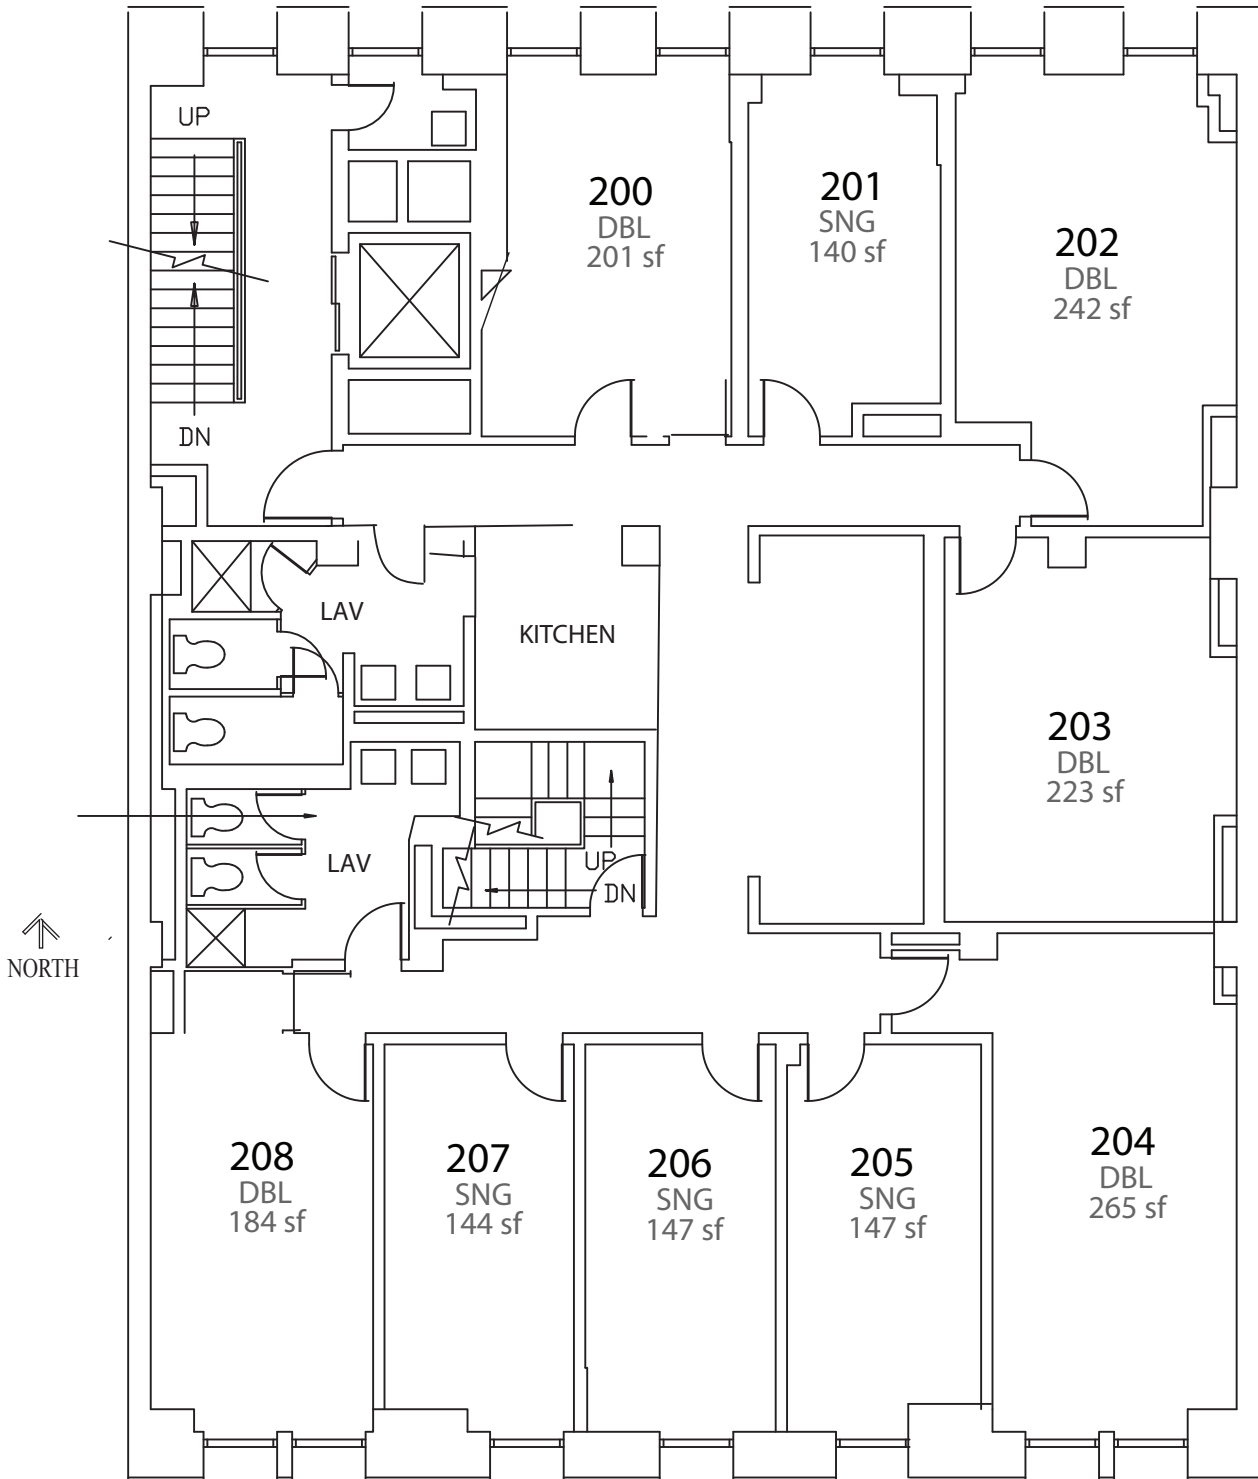 UP
200
DBL
201 sf
201
SNG
140 sf
202
DBL
242 sf
DN
LAV
KITCHEN
203
DBL
223 sf
LAV
UP
DN
NORTH
208
DBL
184 sf
207
SNG
144 sf
206
SNG
147 sf
205
SNG
147 sf
204
DBL
265 sf